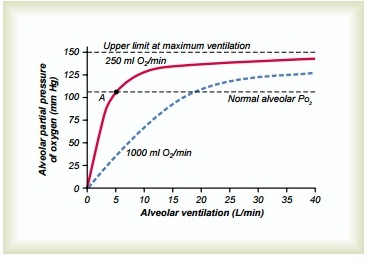 Upper limit at maximum ventilation
150
250 ml O₂/min
125
100
A
Normal alveolar Po₂
75
50
1000 ml O₂/min
25
0
0 5 10 15 20 25 30 35 40
Alveolar partial pressure
of oxygen (mm Hg)
Alveolar ventilation (L/min)